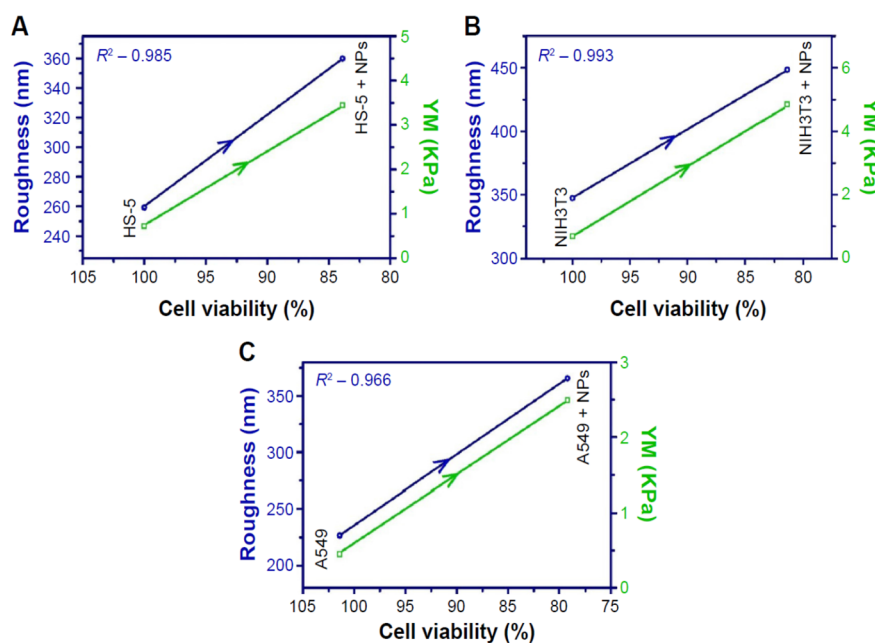 A
R² – 0.985
Roughness (nm)
360
340
320
300
280
260
240
HS-5
HS-5 + NPs
5
4
3
2
1
0
YM (KPa)
105 100 95 90 85 80
Cell viability (%)
B
R² – 0.993
Roughness (nm)
450
400
350
300
NIH3T3
NIH3T3 + NPs
6
4
2
0
YM (KPa)
100 90 85 80
Cell viability (%)
C
R² – 0.966
Roughness (nm)
350
300
250
200
A549
A549 + NPs
3
2
1
0
YM (KPa)
105 100 95 90 85 80 75
Cell viability (%)